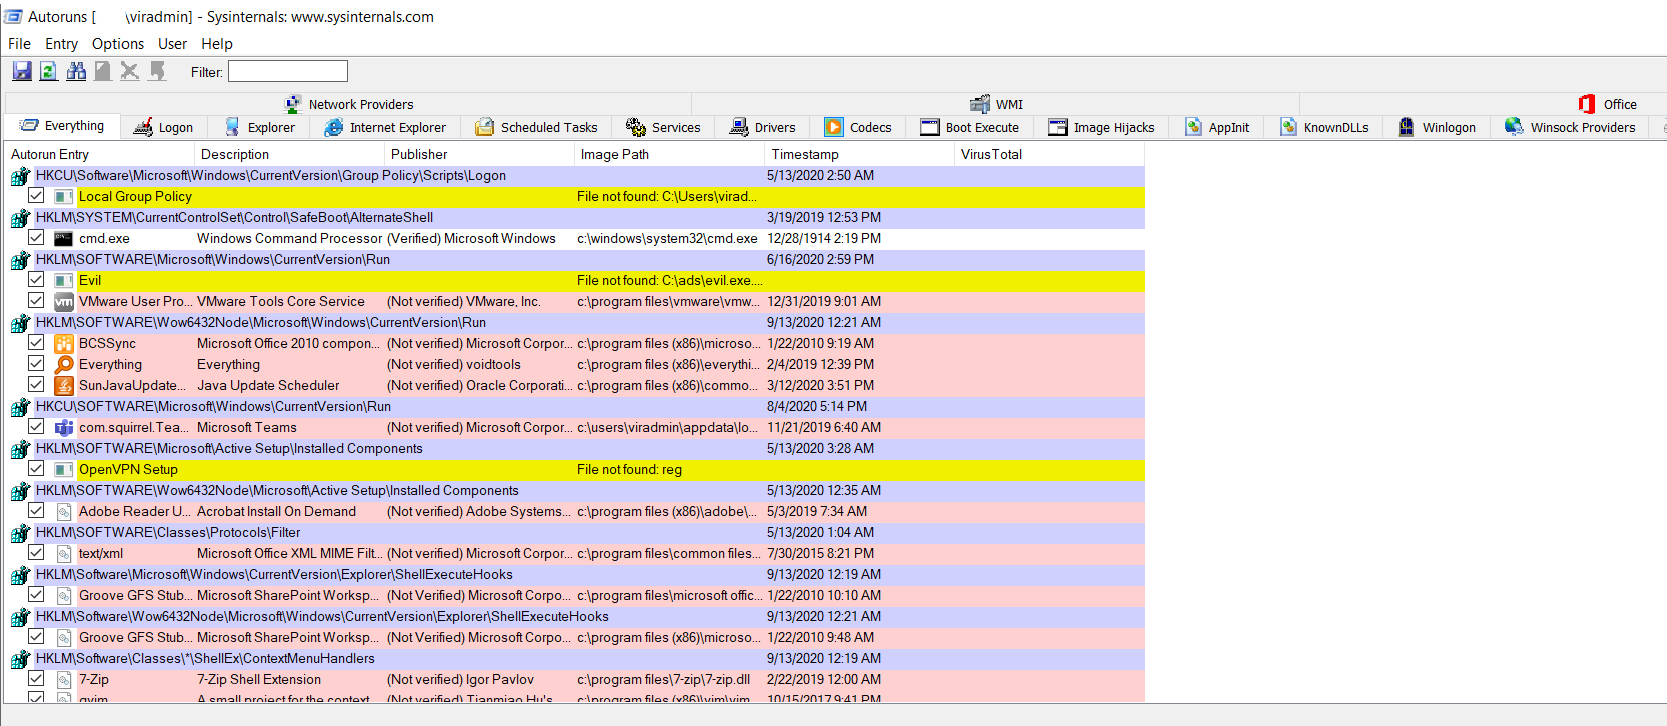 Autoruns [ \viradmin] - Sysinternals: www.sysinternals.com
File Entry Options User Help
Filter:
Network Providers WMI Office
Everything Logon Explorer Internet Explorer Scheduled Tasks Services Drivers Codecs Boot Execute Image Hijacks AppInit KnownDLLs Winlogon Winsock Providers
Autorun Entry Description Publisher Image Path Timestamp VirusTotal
HKCU\Software\Microsoft\Windows\CurrentVersion\Group Policy\Scripts\Logon 5/13/2020 2:50 AM
Local Group Policy File not found: C:\Users\virad...
HKLM\SYSTEM\CurrentControlSet\Control\SafeBoot\AlternateShell 3/19/2019 12:53 PM
cmd.exe Windows Command Processor (Verified) Microsoft Windows c:\windows\system32\cmd.exe 12/28/1914 2:19 PM
HKLM\SOFTWARE\Microsoft\Windows\CurrentVersion\Run 6/16/2020 2:59 PM
Evil File not found: C:\ads\evil.exe....
vm VMware User Pro... VMware Tools Core Service (Not verified) VMware, Inc. c:\program files\vmware\vmw... 12/31/2019 9:01 AM
HKLM\SOFTWARE\Wow6432Node\Microsoft\Windows\CurrentVersion\Run 9/13/2020 12:21 AM
BCSSync Microsoft Office 2010 compon... (Not verified) Microsoft Corpor... c:\program files (x86)\microso... 1/22/2010 9:19 AM
Everything Everything (Not verified) voidtools c:\program files (x86)\everythi... 2/4/2019 12:39 PM
SunJavaUpdate... Java Update Scheduler (Not verified) Oracle Corporati... c:\program files (x86)\commo... 3/12/2020 3:51 PM
HKCU\SOFTWARE\Microsoft\Windows\CurrentVersion\Run 8/4/2020 5:14 PM
com.squirrel.Tea... Microsoft Teams (Not verified) Microsoft Corpor... c:\users\viradmin\appdata\lo... 11/21/2019 6:40 AM
HKLM\SOFTWARE\Microsoft\Active Setup\Installed Components 5/13/2020 3:28 AM
OpenVPN Setup File not found: reg
HKLM\SOFTWARE\Wow6432Node\Microsoft\Active Setup\Installed Components 5/13/2020 12:35 AM
Adobe Reader U... Acrobat Install On Demand (Not verified) Adobe Systems... c:\program files (x86)\adobe\... 5/3/2019 7:34 AM
HKLM\SOFTWARE\Classes\Protocols\Filter 5/13/2020 1:04 AM
text/xml Microsoft Office XML MIME Filt... (Not verified) Microsoft Corpor... c:\program files\common files... 7/30/2015 8:21 PM
HKLM\Software\Microsoft\Windows\CurrentVersion\Explorer\ShellExecuteHooks 9/13/2020 12:19 AM
Groove GFS Stub... Microsoft SharePoint Worksp... (Not Verified) Microsoft Corpo... c:\program files\microsoft offic... 1/22/2010 10:10 AM
HKLM\Software\Wow6432Node\Microsoft\Windows\CurrentVersion\Explorer\ShellExecuteHooks 9/13/2020 12:21 AM
Groove GFS Stub... Microsoft SharePoint Worksp... (Not Verified) Microsoft Corpo... c:\program files (x86)\microso... 1/22/2010 9:48 AM
HKLM\Software\Classes\*\ShellEx\ContextMenuHandlers 9/13/2020 12:19 AM
7-Zip 7-Zip Shell Extension (Not verified) Igor Pavlov c:\program files\7-zip\7-zip.dll 2/22/2019 12:00 AM
gvim A small project for the context (Not verified) Tianmiao Hu's c:\program files (x86)\vim\vim 10/15/2017 9:41 PM